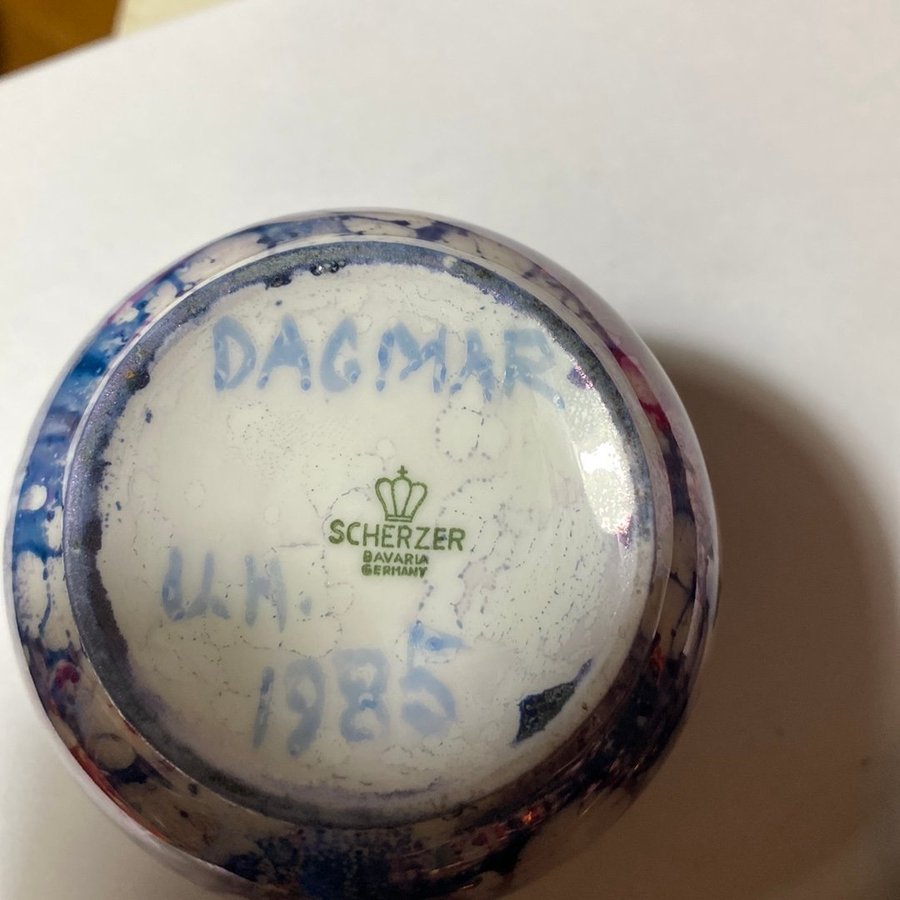 DAGMAR
SCHERZER
BAVARIA
GERMANY
U.H.
1985